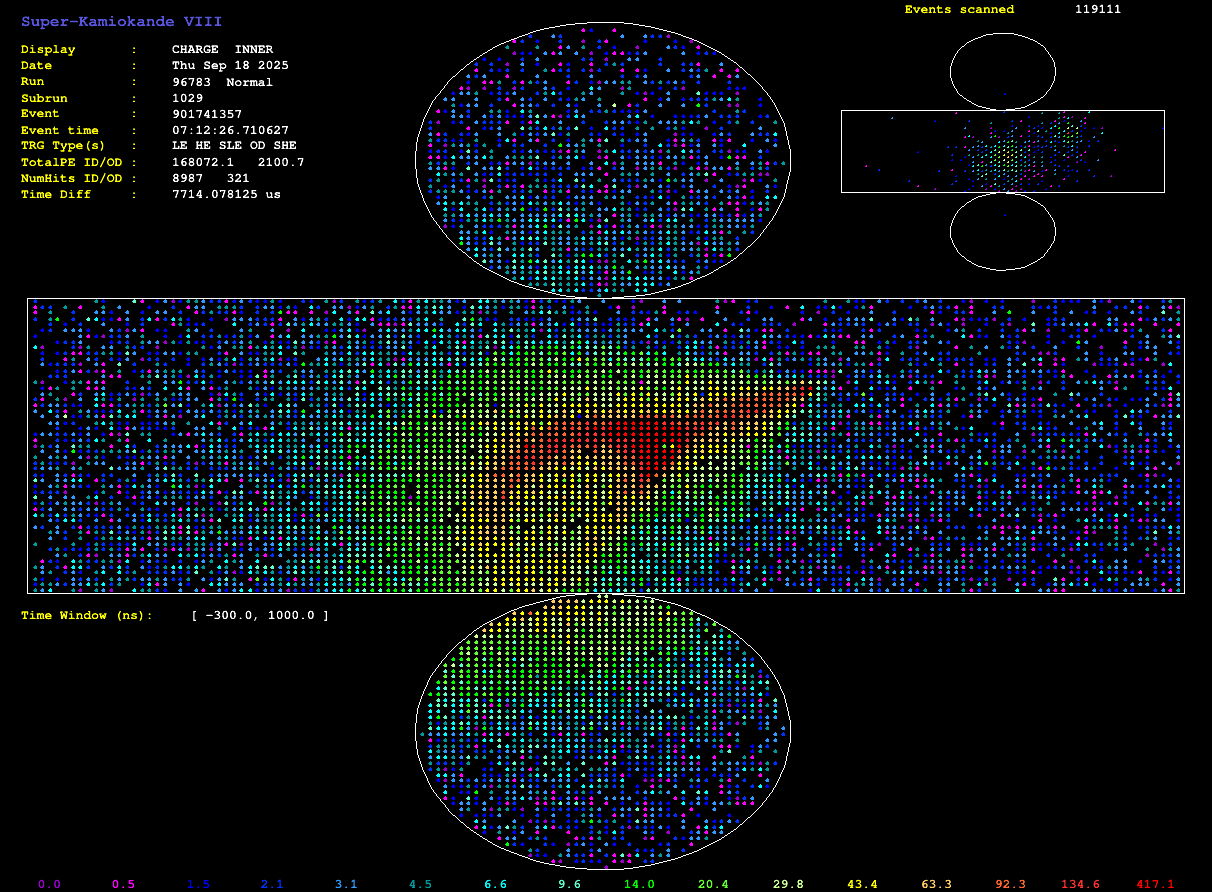 Super-Kamiokande VIII
Events scanned 119111
Display : CHARGE INNER
Date : Thu Sep 18 2025
Run : 96783 Normal
Subrun : 1029
Event : 901741357
Event time : 07:12:26.710627
TRG Type(s) : LE HE SLE OD SHE
TotalPE ID/OD : 168072.1 2100.7
NumHits ID/OD : 8987 321
Time Diff : 7714.078125 us
Time Window (ns): [ -300.0, 1000.0 ]
0.0 0.5 1.5 2.1 3.1 4.5 6.6 9.6 14.0 20.4 29.8 43.4 63.3 92.3 134.6 417.1